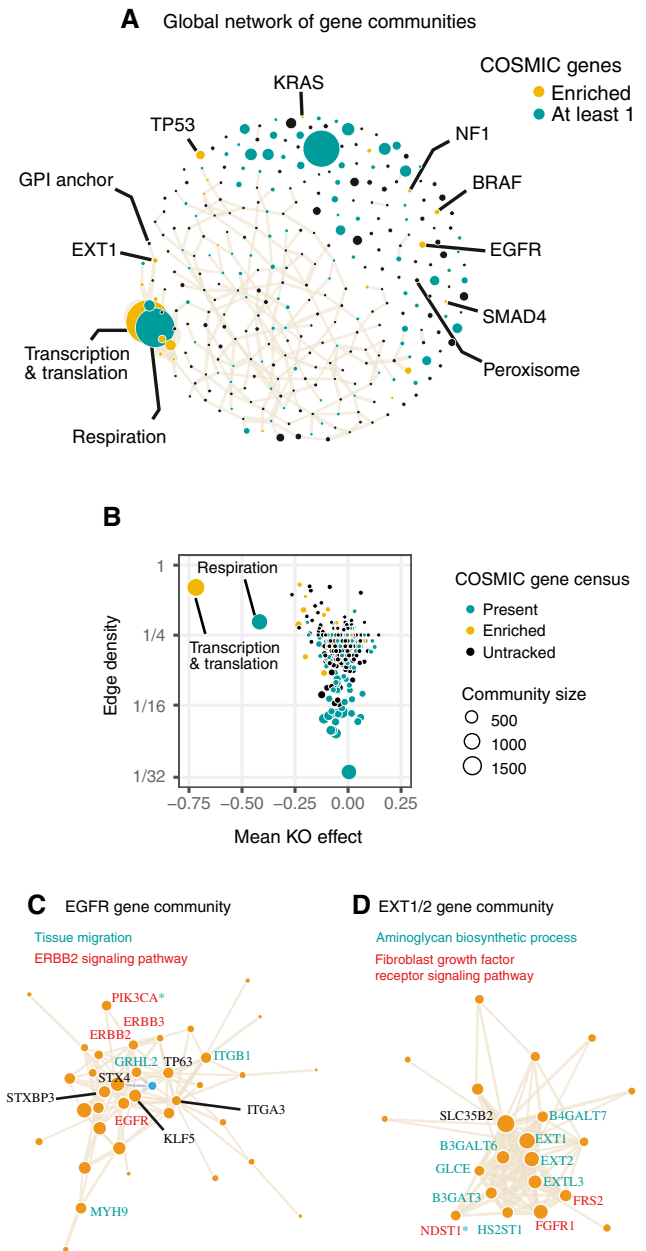 A Global network of gene communities
COSMIC genes
Enriched
At least 1
KRAS
TP53
NF1
GPI anchor
BRAF
EXT1
EGFR
SMAD4
Transcription
& translation
Peroxisome
Respiration
B
1
Respiration
1/4
Transcription
& translation
1/16
1/32
Edge density
−0.75 −0.50 −0.25 0.00 0.25
Mean KO effect
COSMIC gene census
Present
Enriched
Untracked
Community size
500
1000
1500
C EGFR gene community
Tissue migration
ERBB2 signaling pathway
PIK3CA*
ERBB3
ERBB2
GRHL2 TP63
ITGB1
STX4
STXBP3
ITGA3
EGFR
KLF5
MYH9
D EXT1/2 gene community
Aminoglycan biosynthetic process
Fibroblast growth factor
receptor signaling pathway
SLC35B2
B4GALT7
B3GALT6
EXT1
EXT2
GLCE
EXTL3
B3GAT3
FRS2
NDST1* HS2ST1 FGFR1